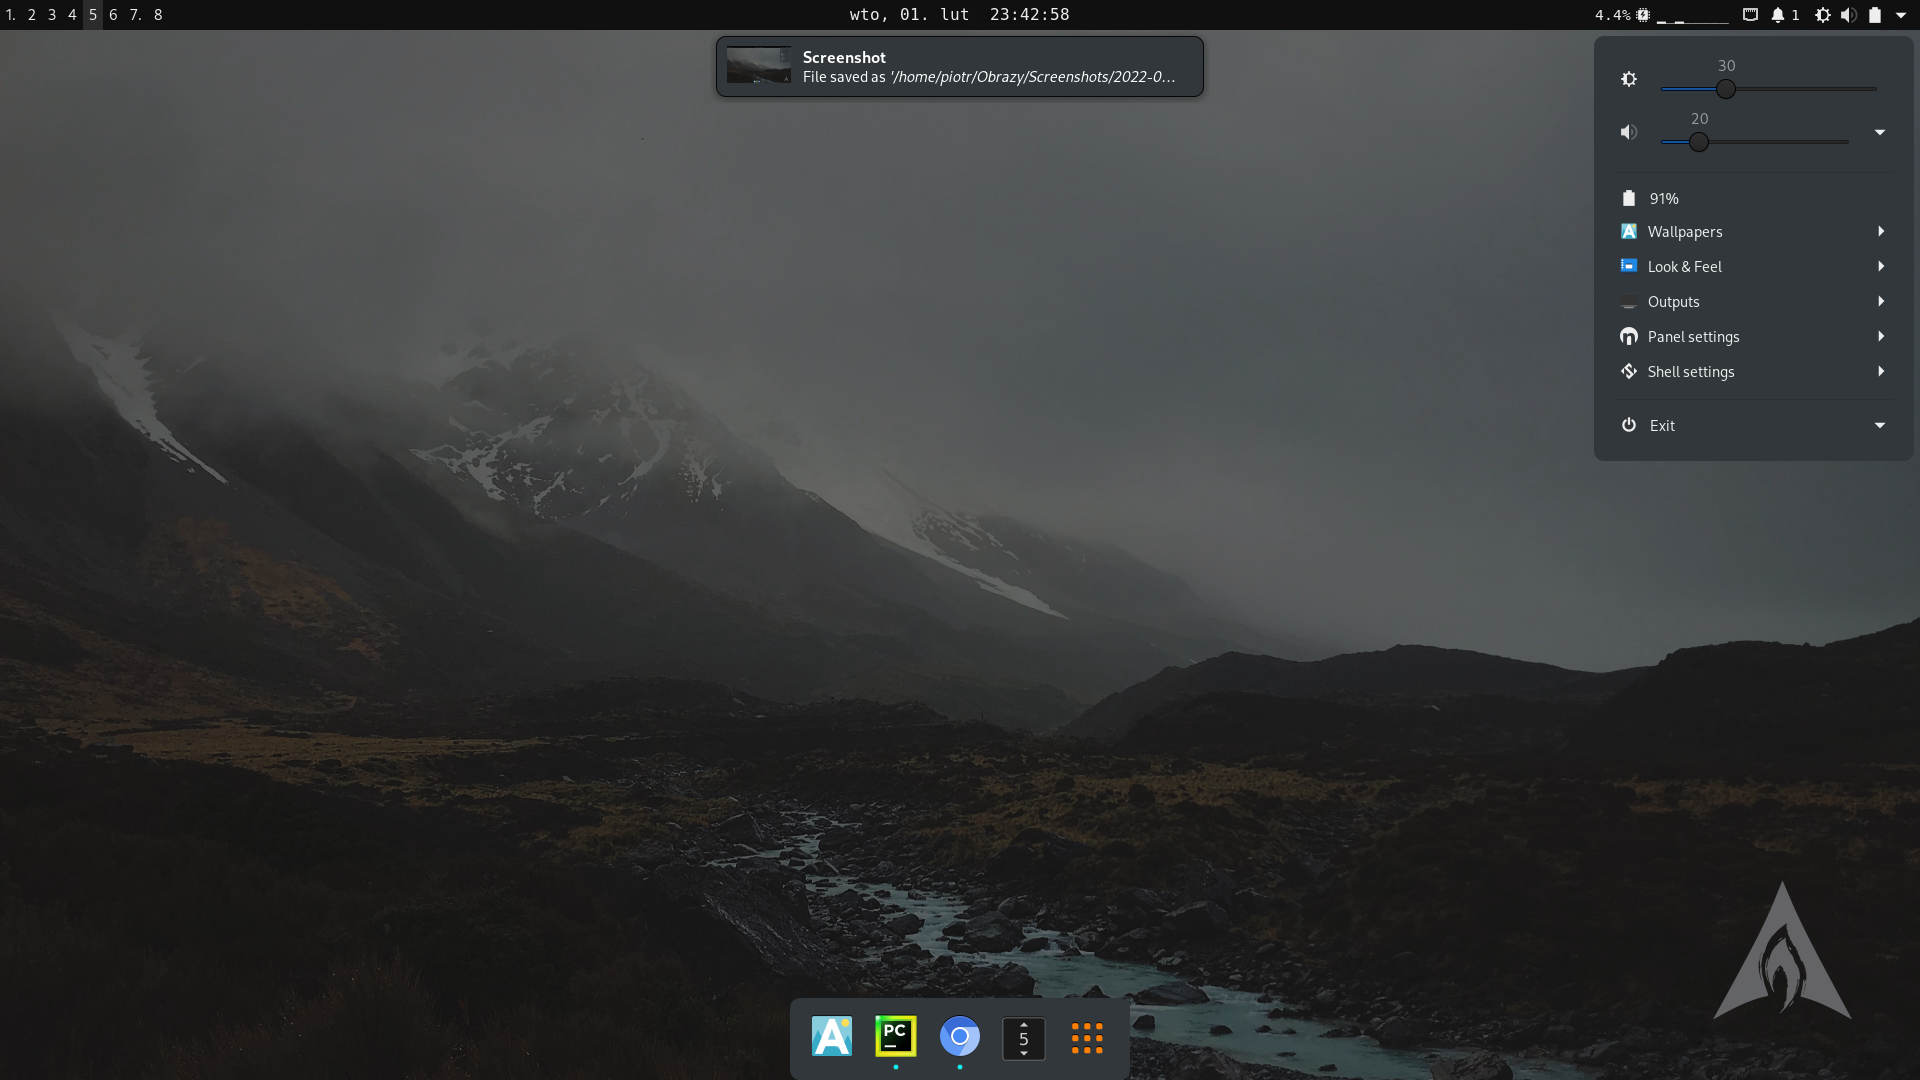 1. 2 3 4 5 6 7. 8
wto, 01. lut 23:42:58
4.4%
1
Screenshot
File saved as '/home/piotr/Obrazy/Screenshots/2022-0…
30
20
91%
Wallpapers
Look & Feel
Outputs
Panel settings
Shell settings
Exit
A
PC
5